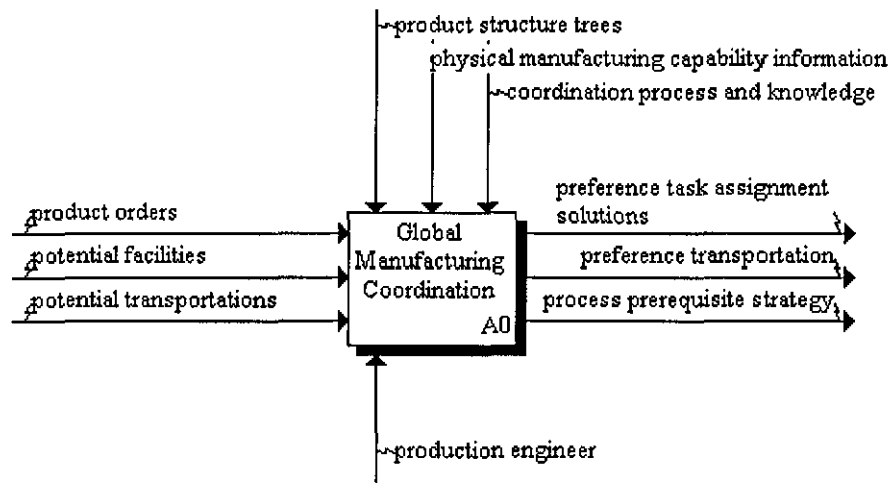 product structure trees
physical manufacturing capability information
coordination process and knowledge
product orders
potential facilities
potential transportations
Global
Manufacturing
Coordination
A0
preference task assignment
solutions
preference transportation
process prerequisite strategy
production engineer